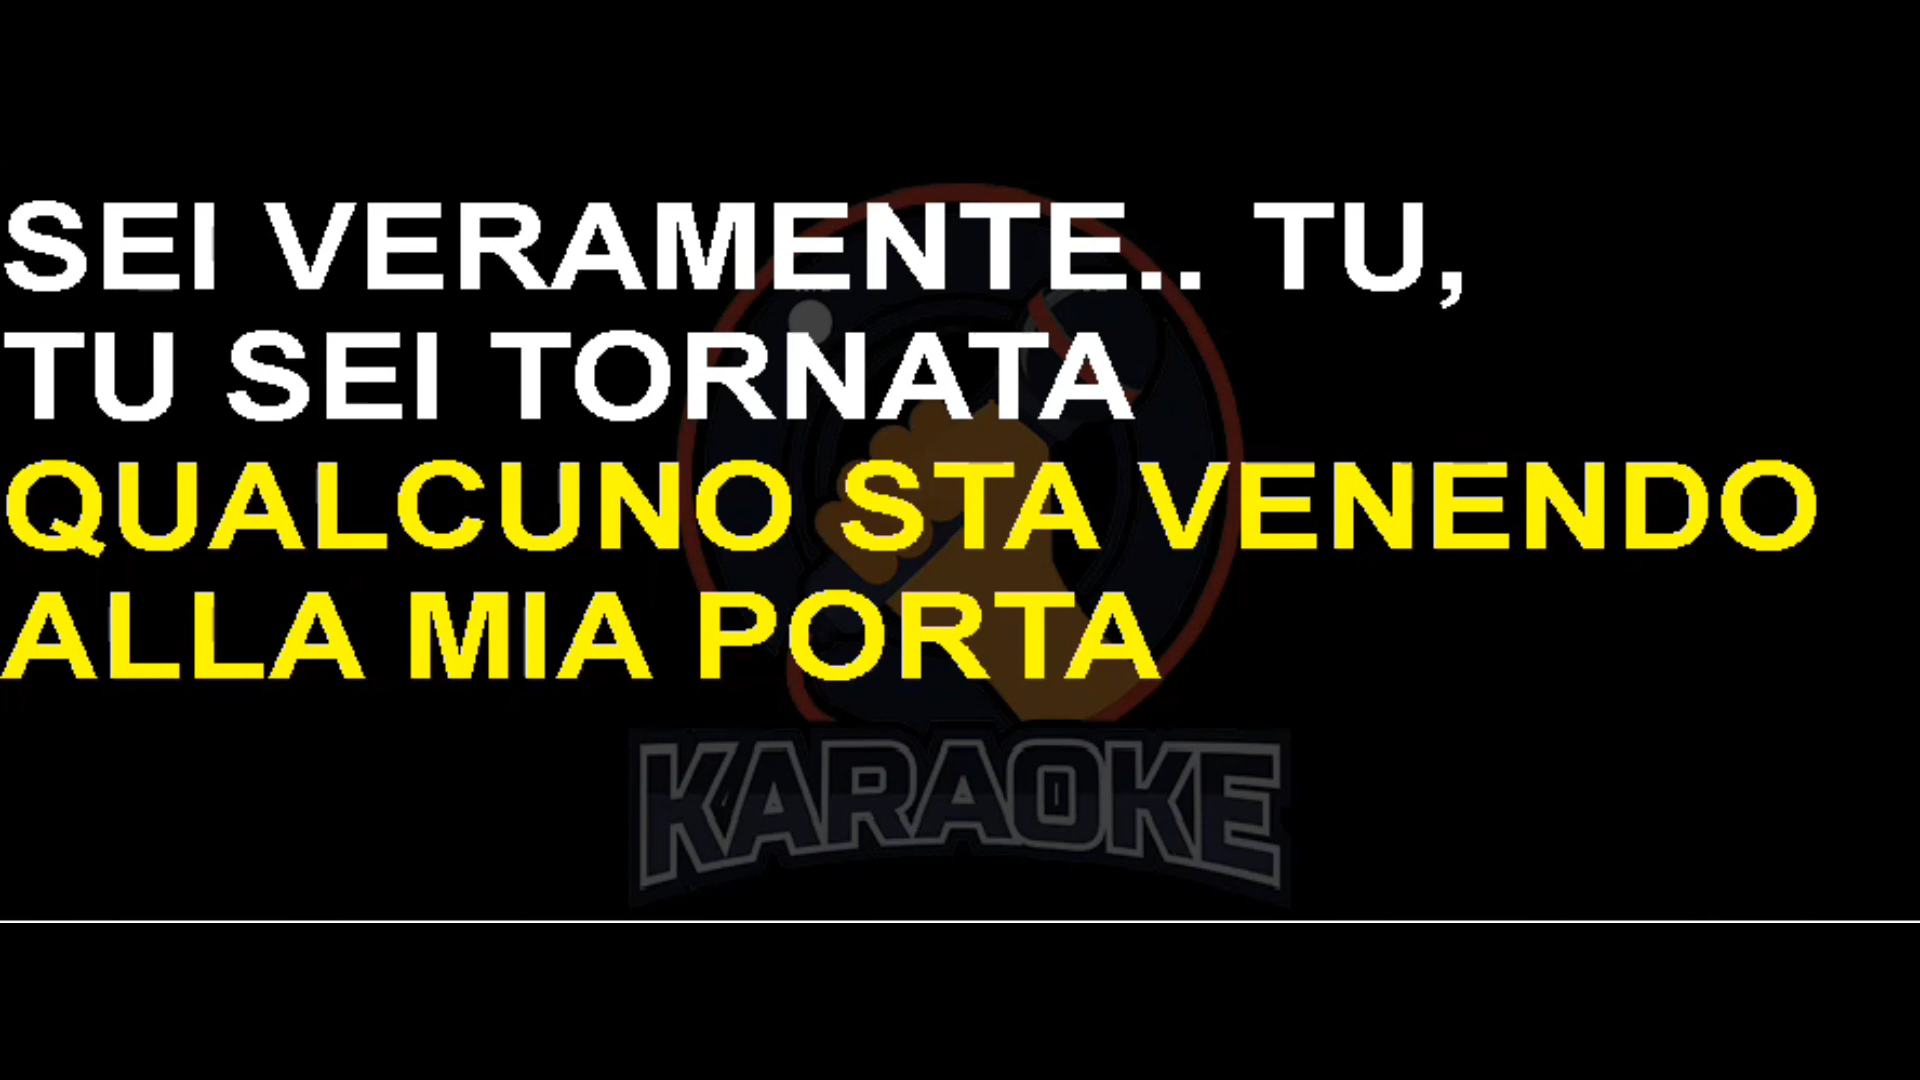 SEI VERAMENTE.. TU,
TU SEI TORNATA
QUALCUNO STA VENENDO
ALLA MIA PORTA
KARAOKE